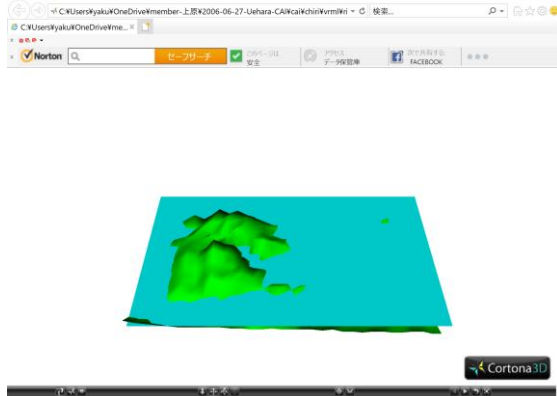 C:¥Users¥yaku¥OneDrive¥member-上原¥2006-06-27-Uehara-CAI¥cai¥chiri¥vrml¥ri 検索...
C:¥Users¥yaku¥OneDrive¥me...
Norton セーフサーチ このページは 安全 アクセス データ保管庫 次で共有する FACEBOOK
Cortona3D